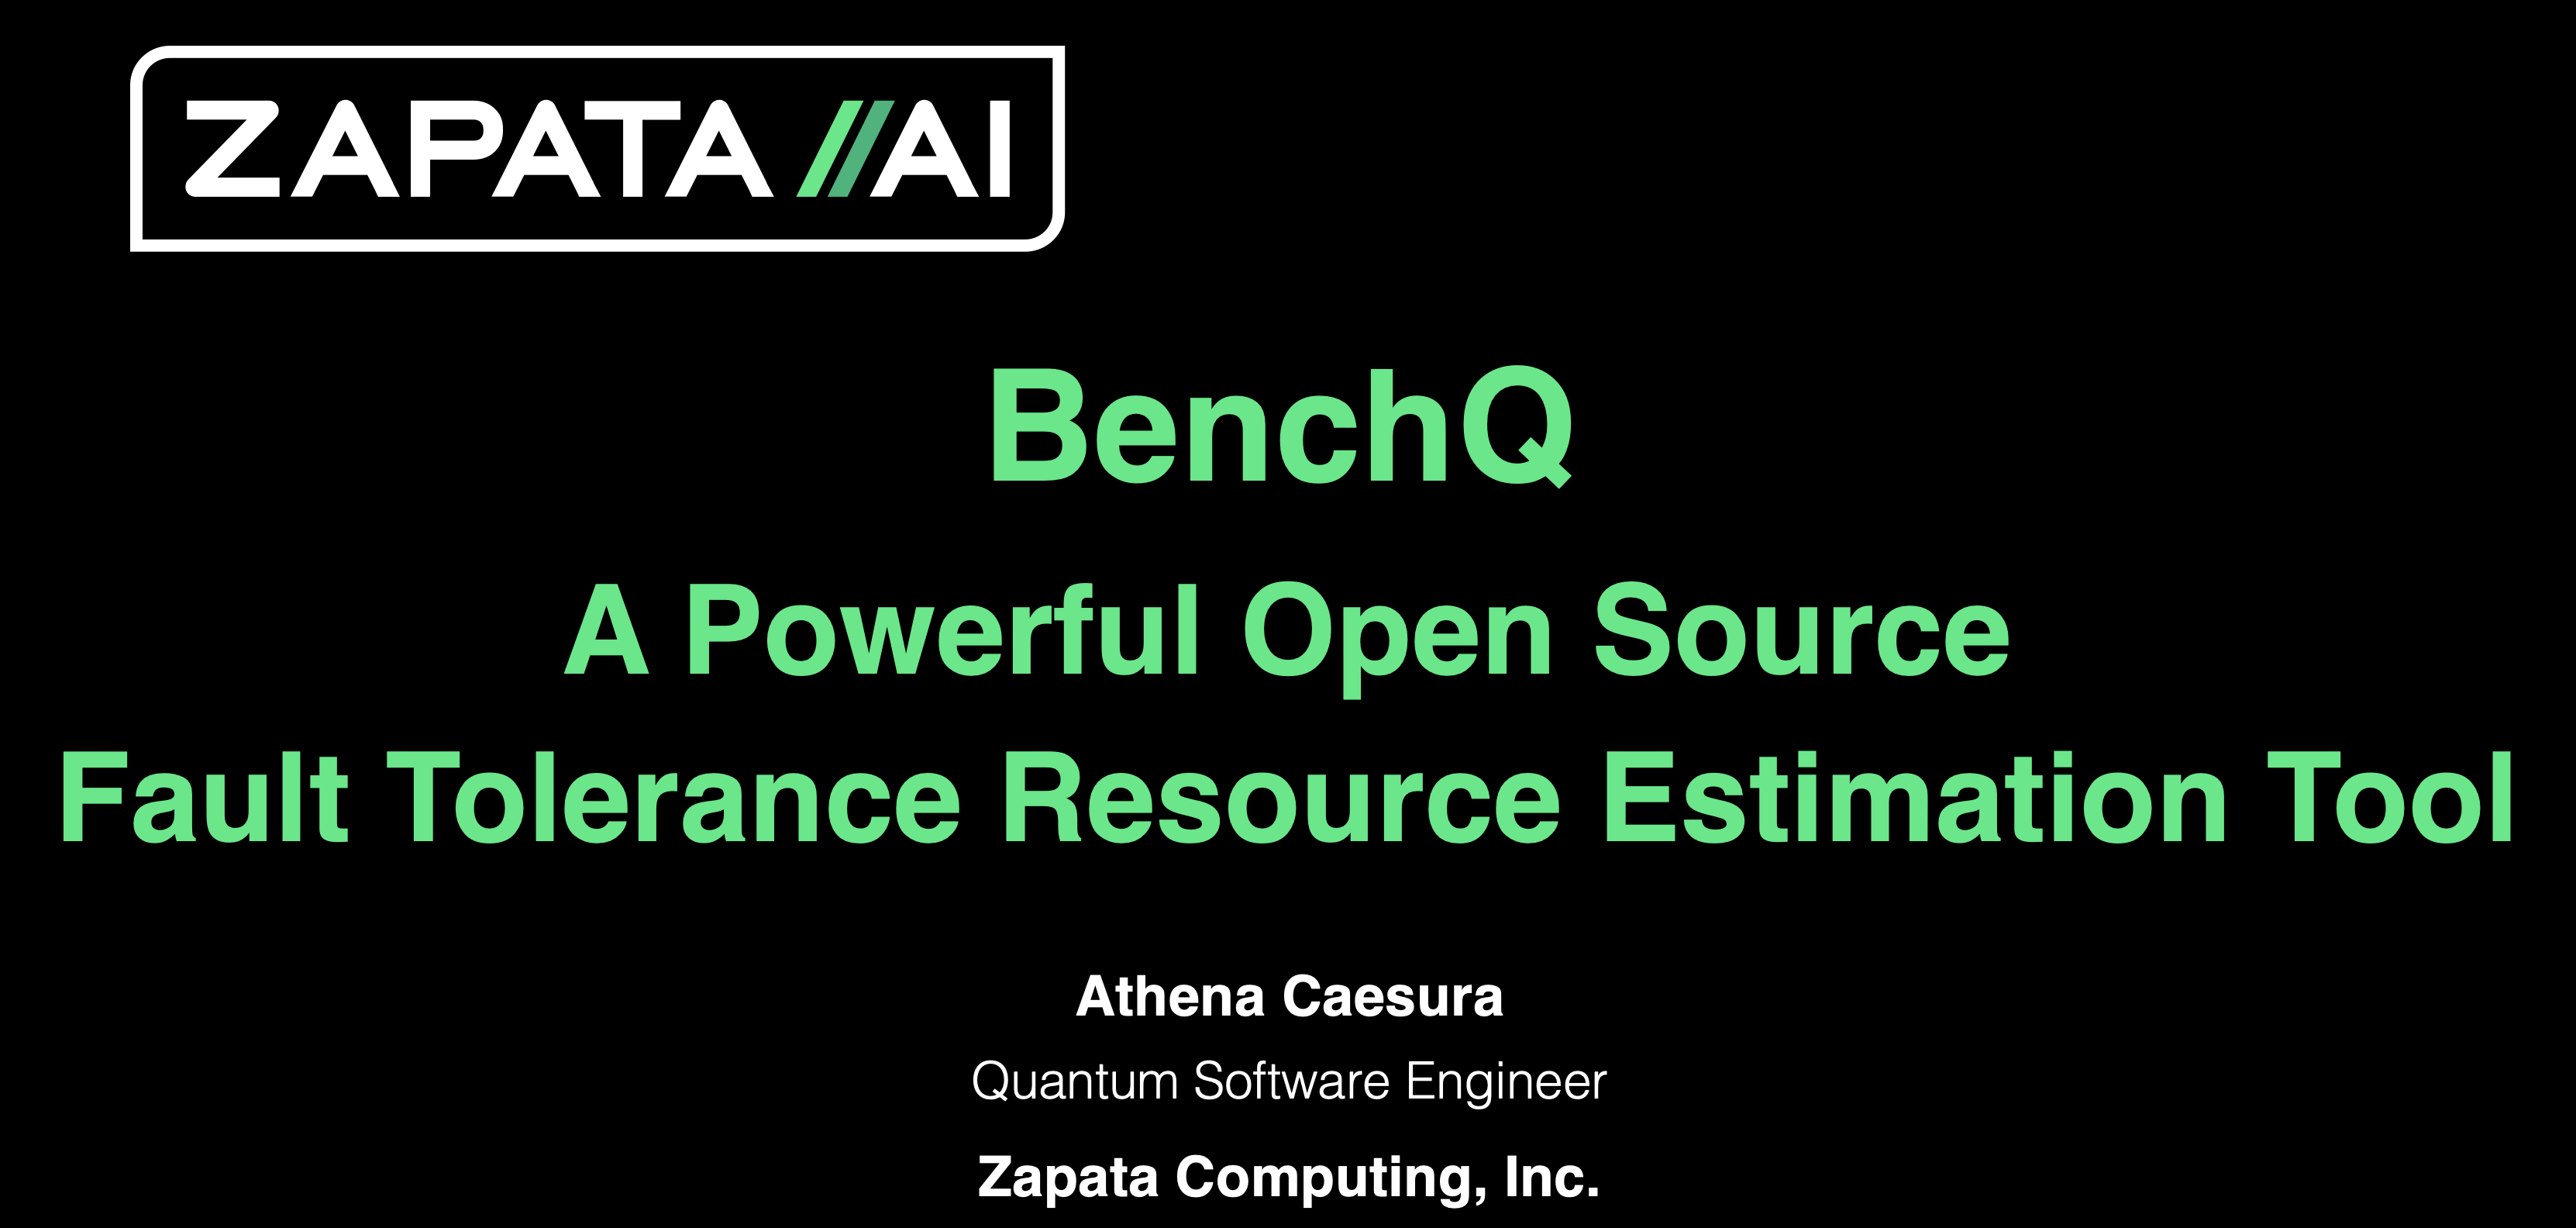 ZAPATA //AI
BenchQ
A Powerful Open Source
Fault Tolerance Resource Estimation Tool
Athena Caesura
Quantum Software Engineer
Zapata Computing, Inc.